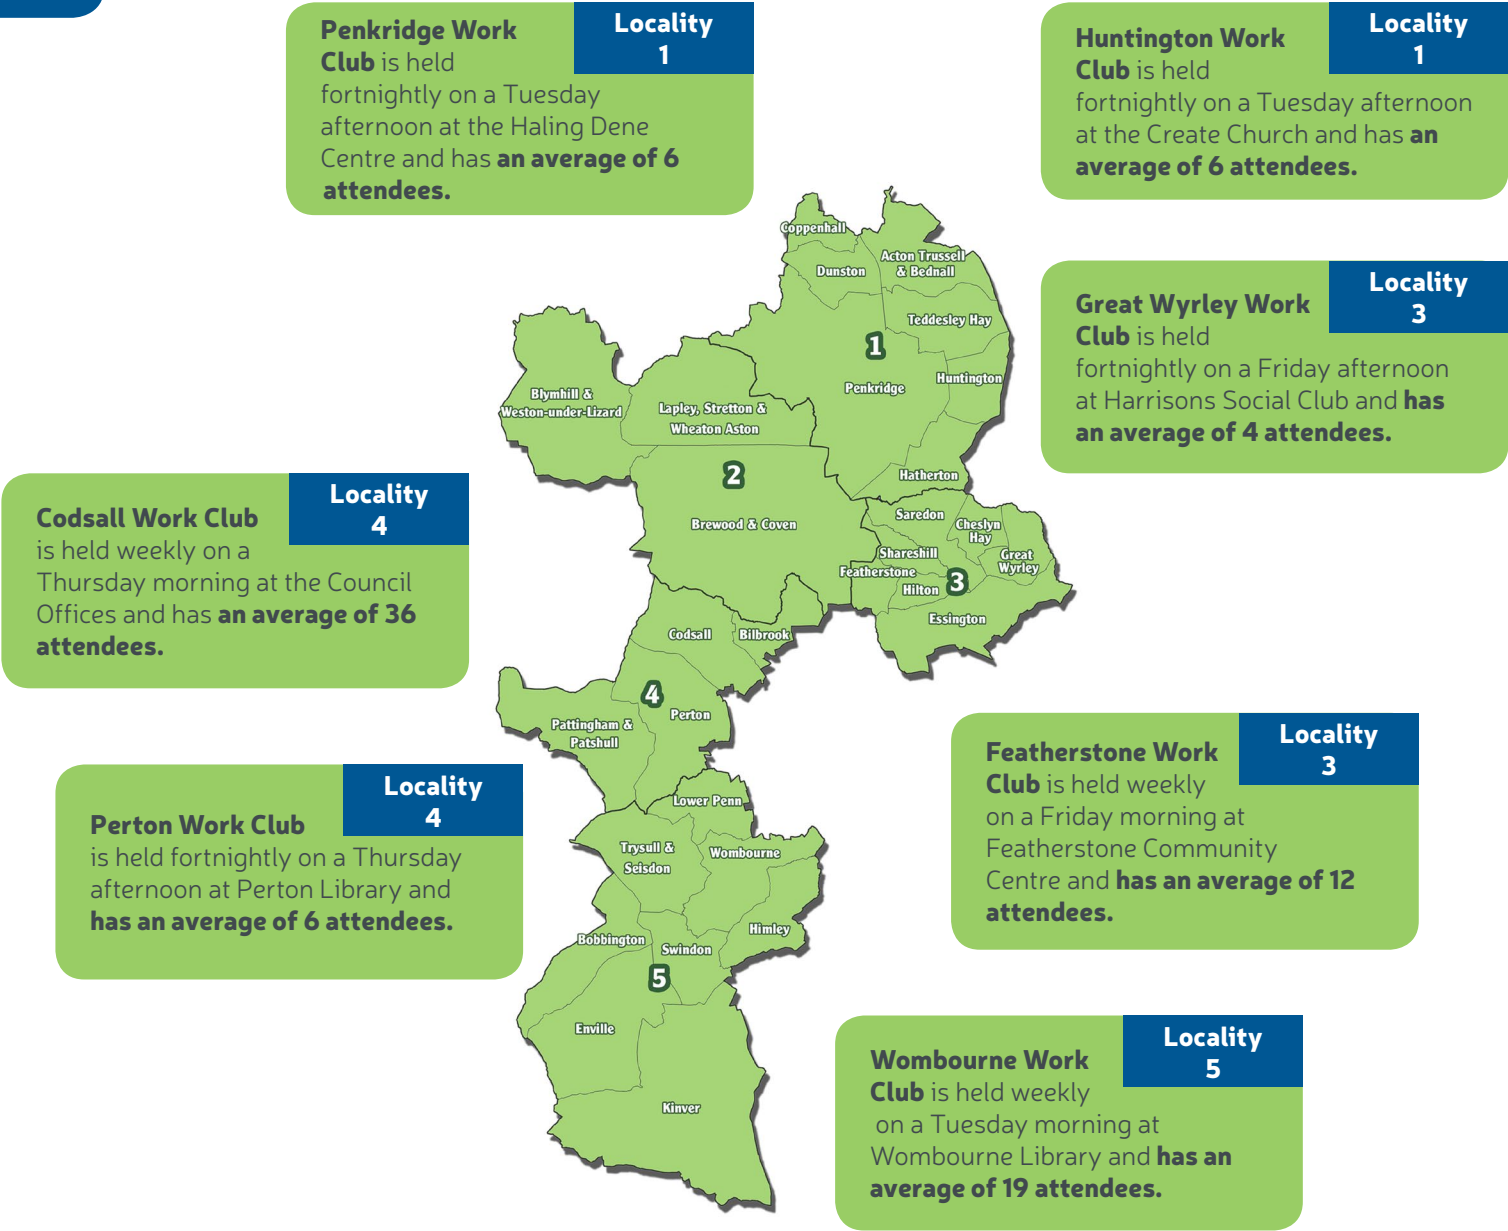 Penkridge Work
Club is held
fortnightly on a Tuesday
afternoon at the Haling Dene
Centre and has an average of 6
attendees.
Locality
1
Huntington Work
Club is held
fortnightly on a Tuesday afternoon
at the Create Church and has an
average of 6 attendees.
Locality
1
Great Wyrley Work
Club is held
fortnightly on a Friday afternoon
at Harrisons Social Club and has
an average of 4 attendees.
Locality
3
Codsall Work Club
is held weekly on a
Thursday morning at the Council
Offices and has an average of 36
attendees.
Locality
4
Perton Work Club
is held fortnightly on a Thursday
afternoon at Perton Library and
has an average of 6 attendees.
Locality
4
Featherstone Work
Club is held weekly
on a Friday morning at
Featherstone Community
Centre and has an average of 12
attendees.
Locality
3
Wombourne Work
Club is held weekly
on a Tuesday morning at
Wombourne Library and has an
average of 19 attendees.
Locality
5
Coppenhall
Acton Trussell
& Bednall
Dunston
Teddesley Hay
1
Penkridge
Huntington
Hatherton
Blymhill &
Weston-under-Lizard
Lapley, Stretton &
Wheaton Aston
2
Brewood & Coven
Saredon
Cheslyn
Hay
Shareshill
Great
Wyrley
Featherstone
Hilton
3
Essington
Codsall
Bilbrook
4
Perton
Pattingham &
Patshull
Lower Penn
Trysull &
Seisdon
Wombourne
Himley
Bobbington
Swindon
5
Enville
Kinver